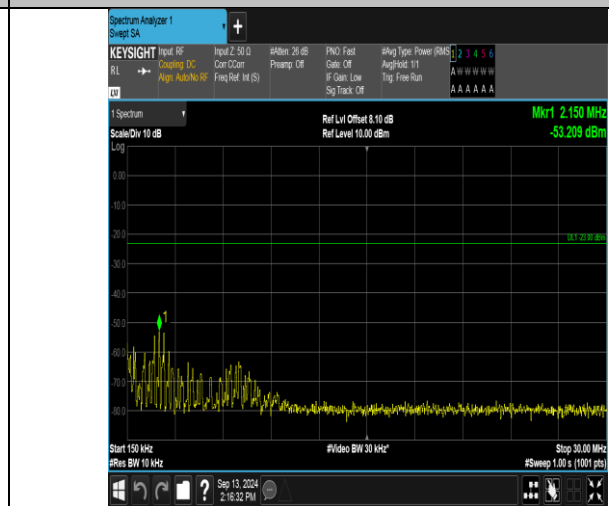 Spectrum Analyzer 1
Swept SA
+
KEYSIGHT
RL
LXI
Input: RF
Coupling: DC
Align: Auto/No RF
Input Z: 50 Ω
Corr CCorr
Freq Ref: Int (S)
#Atten: 26 dB
Preamp: Off
PNO: Fast
Gate: Off
IF Gain: Low
Sig Track: Off
#Avg Type: Power (RMS
Avg|Hold: 1/1
Trig: Free Run
1 2 3 4 5 6
A W W W W W
A A A A A A
1 Spectrum
Scale/Div 10 dB
Ref Lvl Offset 8.10 dB
Ref Level 10.00 dBm
Mkr1 2.150 MHz
-53.209 dBm
Log
0.00
-10.0
-20.0
DL1 -23.00 dBm
-30.0
-40.0
-50.0
1
-60.0
-70.0
-80.0
Start 150 kHz
#Video BW 30 kHz*
Stop 30.00 MHz
#Res BW 10 kHz
#Sweep 1.00 s (1001 pts)
?
Sep 13, 2024
2:16:32 PM